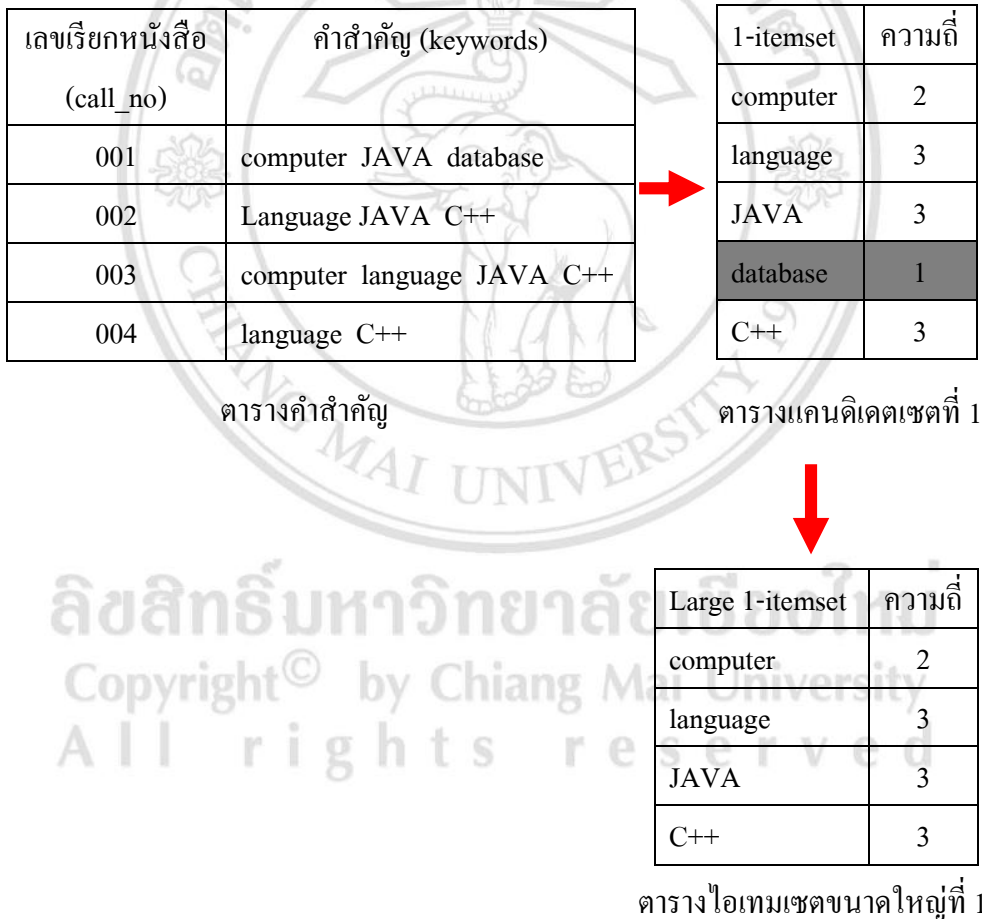 เลขเรียกหนังสือ (call_no) คำสำคัญ (keywords)
001 computer JAVA database
002 Language JAVA C++
003 computer language JAVA C++
004 language C++
ตารางคำสำคัญ
1-itemset ความถี่
computer 2
language 3
JAVA 3
database 1
C++ 3
ตารางแคนดิเดตเซตที่ 1
Large 1-itemset ความถี่
computer 2
language 3
JAVA 3
C++ 3
ตารางไอเทมเซตขนาดใหญ่ที่ 1
CHIANG MAI UNIVERSITY 19
ลิขสิทธิ์มหาวิทยาลัยเชียงใหม่
Copyright© by Chiang Mai University
All rights reserved